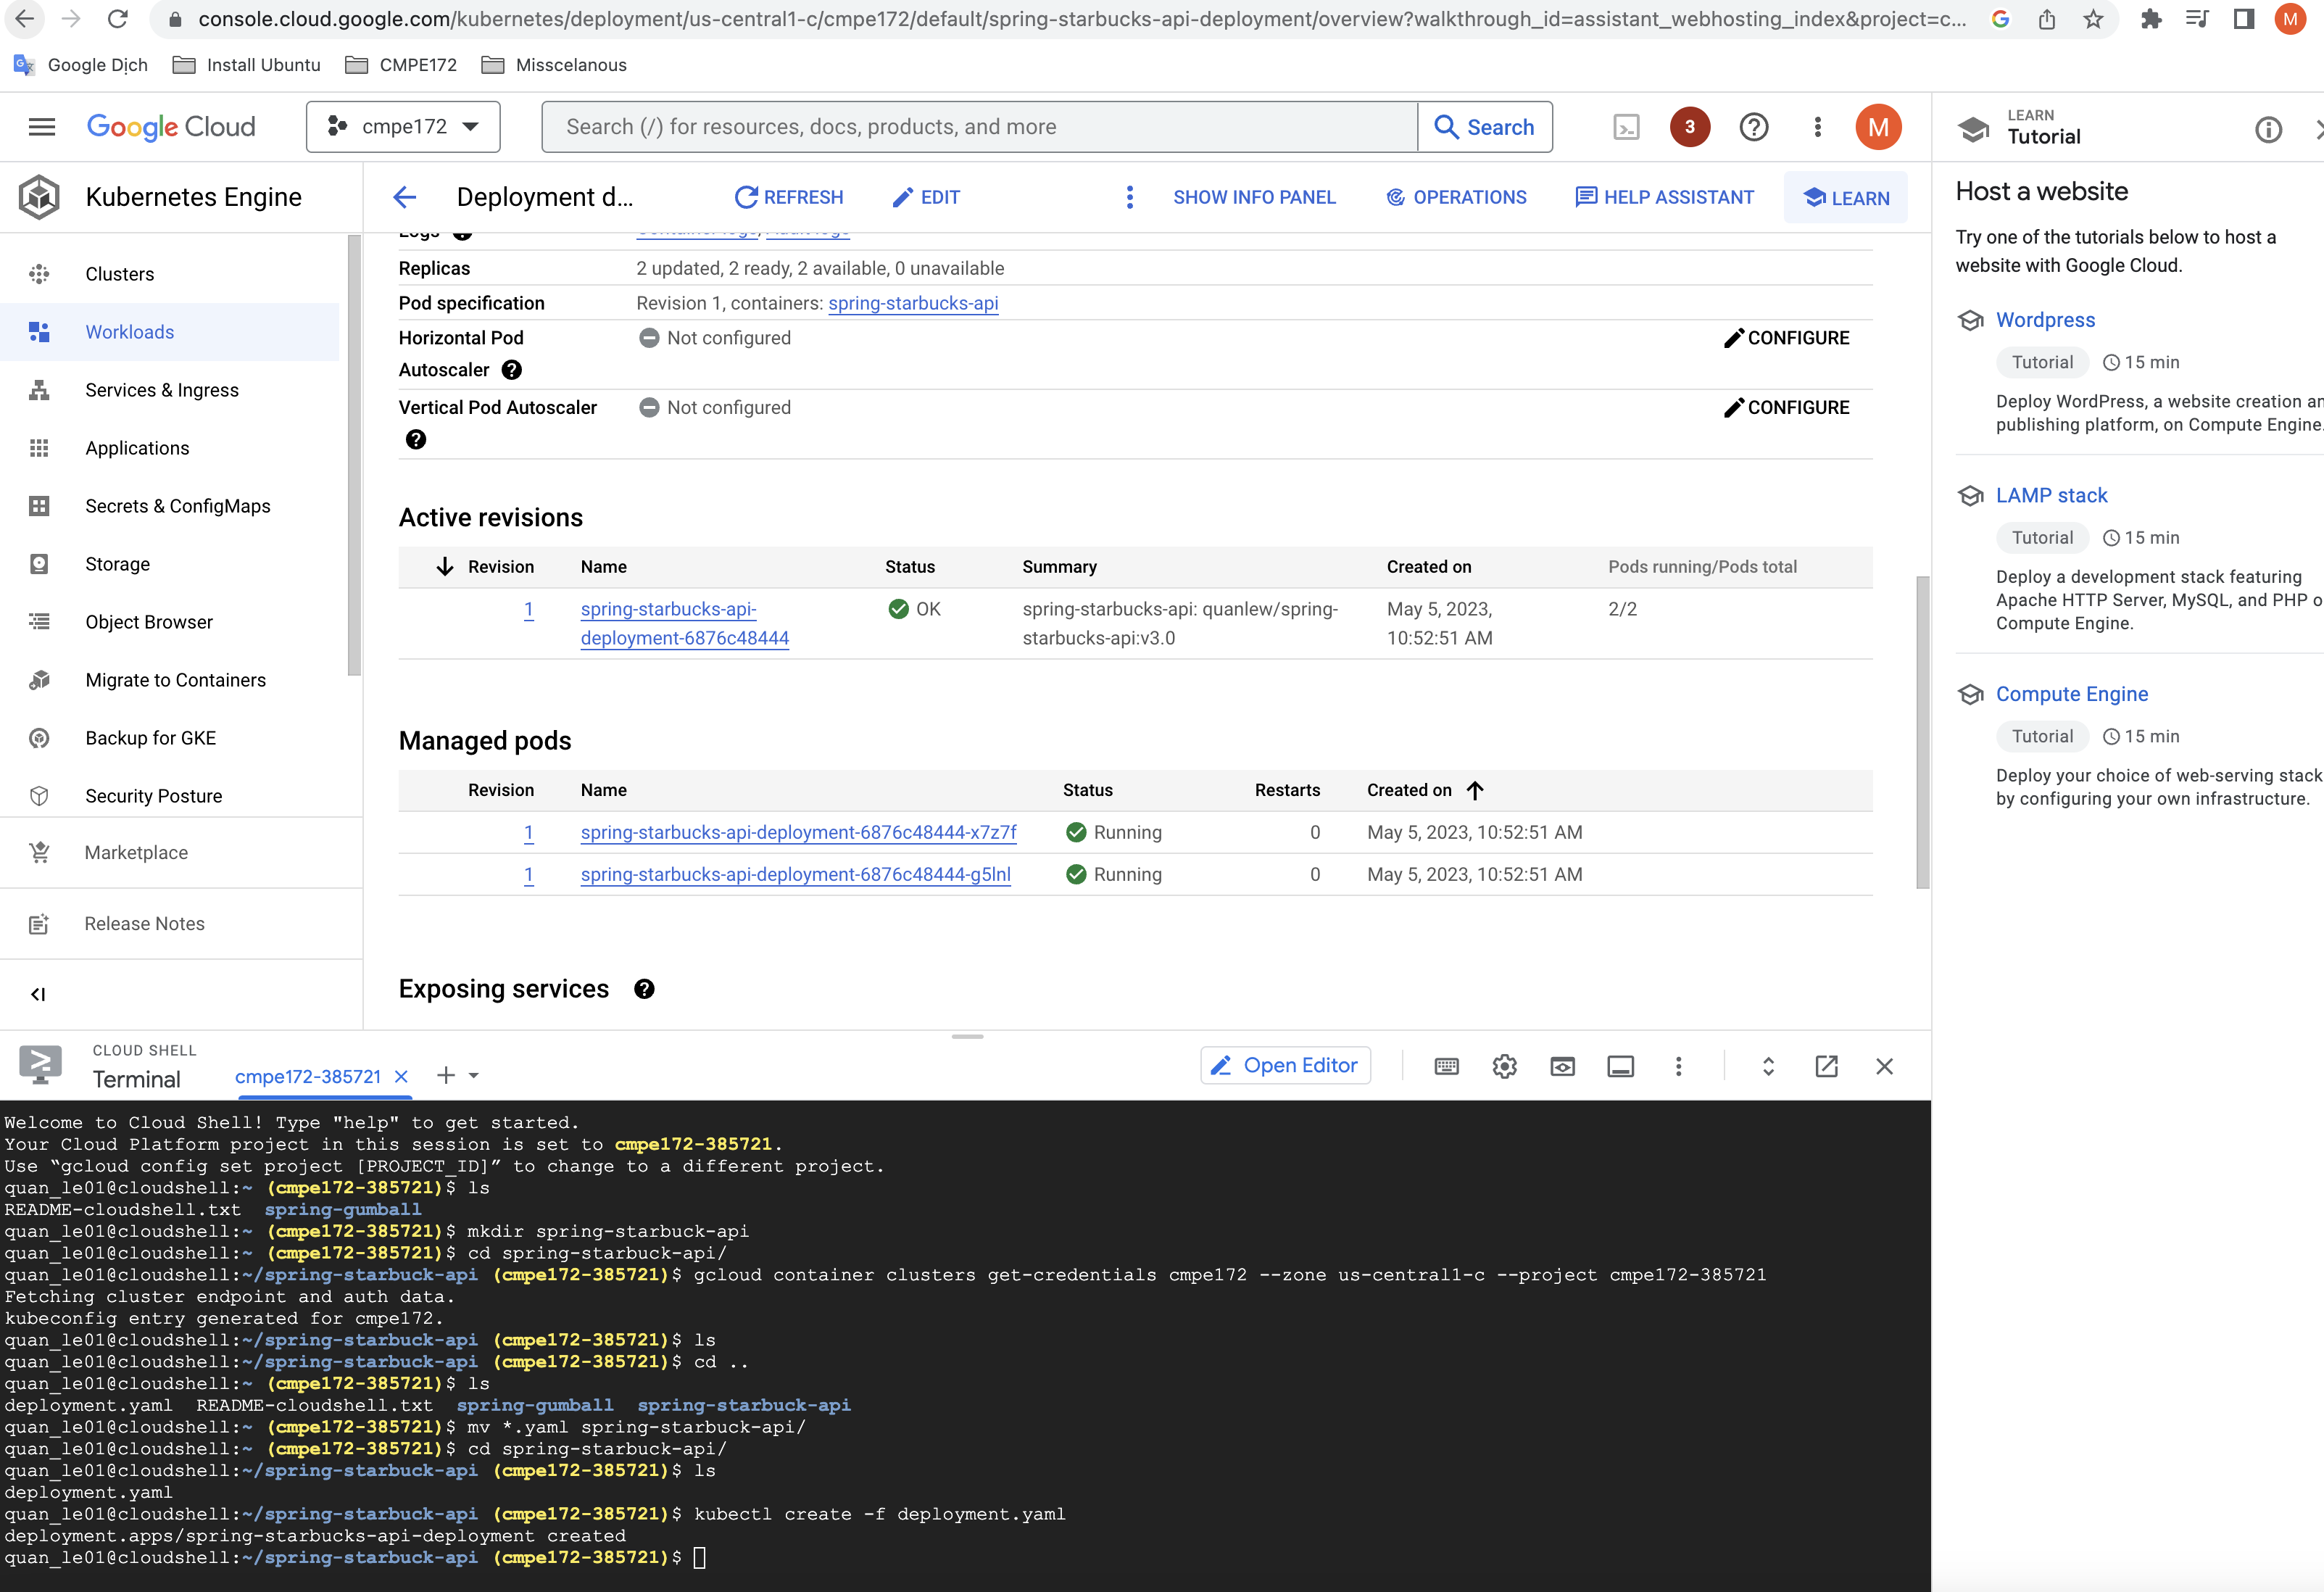 console.cloud.google.com/kubernetes/deployment/us-central1-c/cmpe172/default/spring-starbucks-api-deployment/overview?walkthrough_id=assistant_webhosting_index&project=c...
M
Google Dịch
Install Ubuntu
CMPE172
Misscelanous
Google Cloud
cmpe172
Search (/) for resources, docs, products, and more
Search
3
M
LEARN
Tutorial
Kubernetes Engine
Deployment d...
REFRESH
EDIT
SHOW INFO PANEL
OPERATIONS
HELP ASSISTANT
LEARN
Clusters
Workloads
Services & Ingress
Applications
Secrets & ConfigMaps
Storage
Object Browser
Migrate to Containers
Backup for GKE
Security Posture
Marketplace
Release Notes
Logs
Container logs, Audit logs
Replicas
2 updated, 2 ready, 2 available, 0 unavailable
Pod specification
Revision 1, containers: spring-starbucks-api
Horizontal Pod
Autoscaler
Not configured
CONFIGURE
Vertical Pod Autoscaler
Not configured
CONFIGURE
Active revisions
Revision Name Status Summary Created on Pods running/Pods total
1 spring-starbucks-api- OK spring-starbucks-api: quanlew/spring- May 5, 2023, 2/2
deployment-6876c48444 starbucks-api:v3.0 10:52:51 AM
Managed pods
Revision Name Status Restarts Created on
1 spring-starbucks-api-deployment-6876c48444-x7z7f Running 0 May 5, 2023, 10:52:51 AM
1 spring-starbucks-api-deployment-6876c48444-g5lnl Running 0 May 5, 2023, 10:52:51 AM
Exposing services
Host a website
Try one of the tutorials below to host a
website with Google Cloud.
Wordpress
Tutorial 15 min
Deploy WordPress, a website creation an
publishing platform, on Compute Engine.
LAMP stack
Tutorial 15 min
Deploy a development stack featuring
Apache HTTP Server, MySQL, and PHP o
Compute Engine.
Compute Engine
Tutorial 15 min
Deploy your choice of web-serving stack
by configuring your own infrastructure.
CLOUD SHELL
Terminal
cmpe172-385721
Open Editor
Welcome to Cloud Shell! Type "help" to get started.
Your Cloud Platform project in this session is set to cmpe172-385721.
Use “gcloud config set project [PROJECT_ID]” to change to a different project.
quan_le01@cloudshell:~ (cmpe172-385721)$ ls
README-cloudshell.txt  spring-gumball
quan_le01@cloudshell:~ (cmpe172-385721)$ mkdir spring-starbuck-api
quan_le01@cloudshell:~ (cmpe172-385721)$ cd spring-starbuck-api/
quan_le01@cloudshell:~/spring-starbuck-api (cmpe172-385721)$ gcloud container clusters get-credentials cmpe172 --zone us-central1-c --project cmpe172-385721
Fetching cluster endpoint and auth data.
kubeconfig entry generated for cmpe172.
quan_le01@cloudshell:~/spring-starbuck-api (cmpe172-385721)$ ls
quan_le01@cloudshell:~/spring-starbuck-api (cmpe172-385721)$ cd ..
quan_le01@cloudshell:~ (cmpe172-385721)$ ls
deployment.yaml  README-cloudshell.txt  spring-gumball  spring-starbuck-api
quan_le01@cloudshell:~ (cmpe172-385721)$ mv *.yaml spring-starbuck-api/
quan_le01@cloudshell:~ (cmpe172-385721)$ cd spring-starbuck-api/
quan_le01@cloudshell:~/spring-starbuck-api (cmpe172-385721)$ ls
deployment.yaml
quan_le01@cloudshell:~/spring-starbuck-api (cmpe172-385721)$ kubectl create -f deployment.yaml
deployment.apps/spring-starbucks-api-deployment created
quan_le01@cloudshell:~/spring-starbuck-api (cmpe172-385721)$